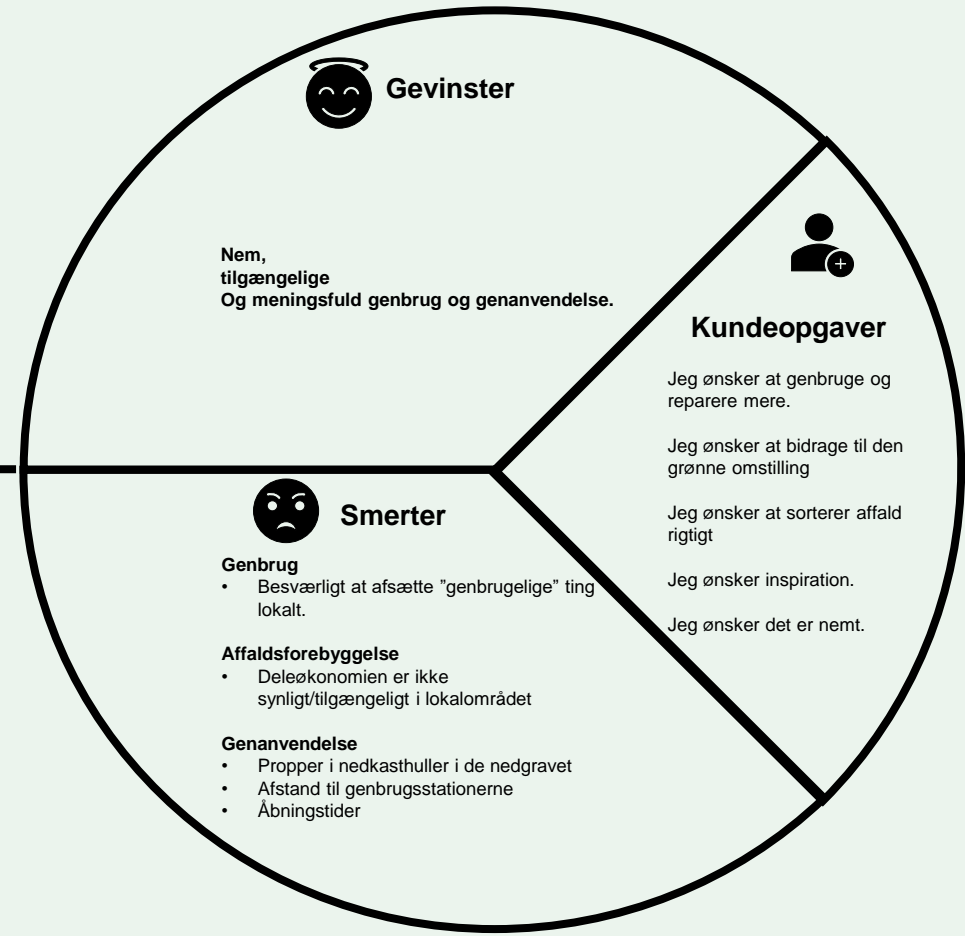 Gevinster
Nem,
tilgængelige
Og meningsfuld genbrug og genanvendelse.
Kundeopgaver
Jeg ønsker at genbruge og
reparere mere.
Jeg ønsker at bidrage til den
grønne omstilling
Jeg ønsker at sorterer affald
rigtigt
Jeg ønsker inspiration.
Jeg ønsker det er nemt.
Smerter
Genbrug
• Besværligt at afsætte ”genbrugelige” ting
lokalt.
Affaldsforebyggelse
• Deleøkonomien er ikke
synligt/tilgængeligt i lokalområdet
Genanvendelse
• Propper i nedkasthuller i de nedgravet
• Afstand til genbrugsstationerne
• Åbningstider